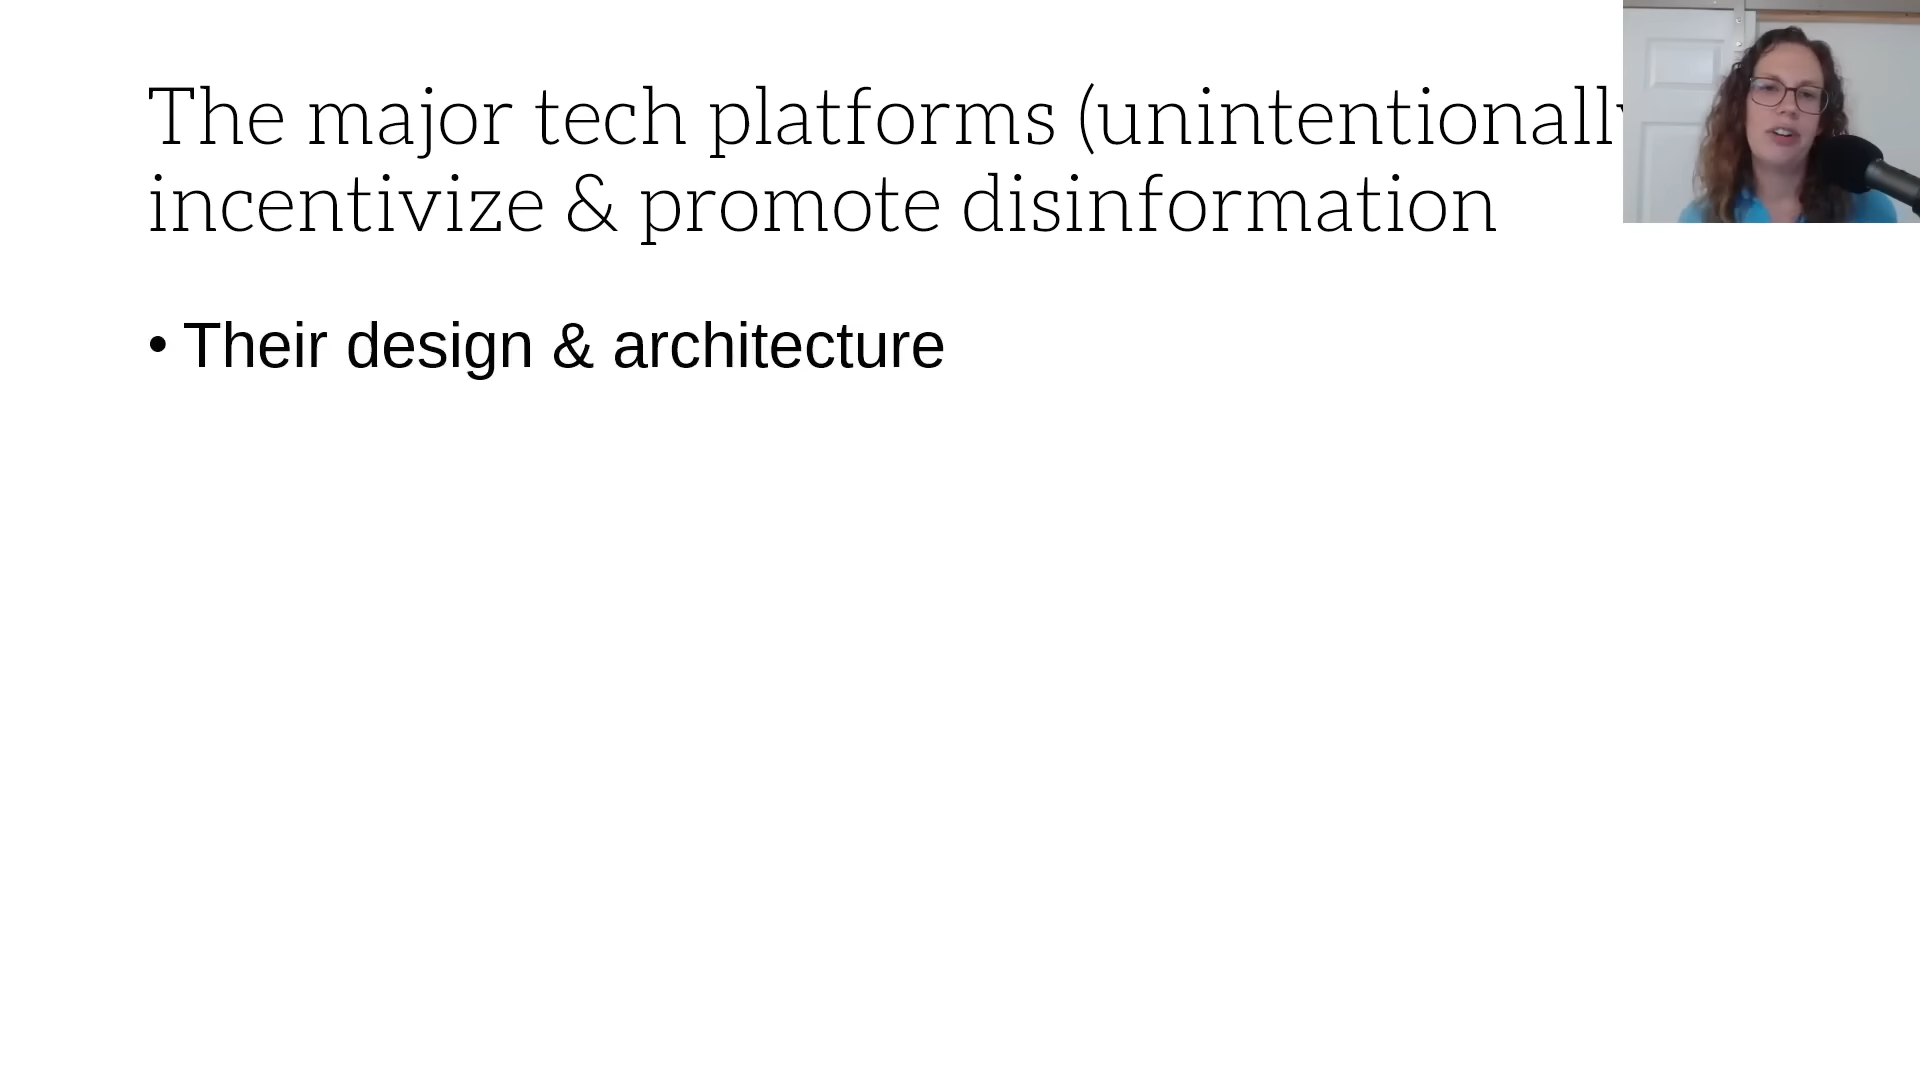 The major tech platforms (unintentionally
incentivize & promote disinformation
• Their design & architecture